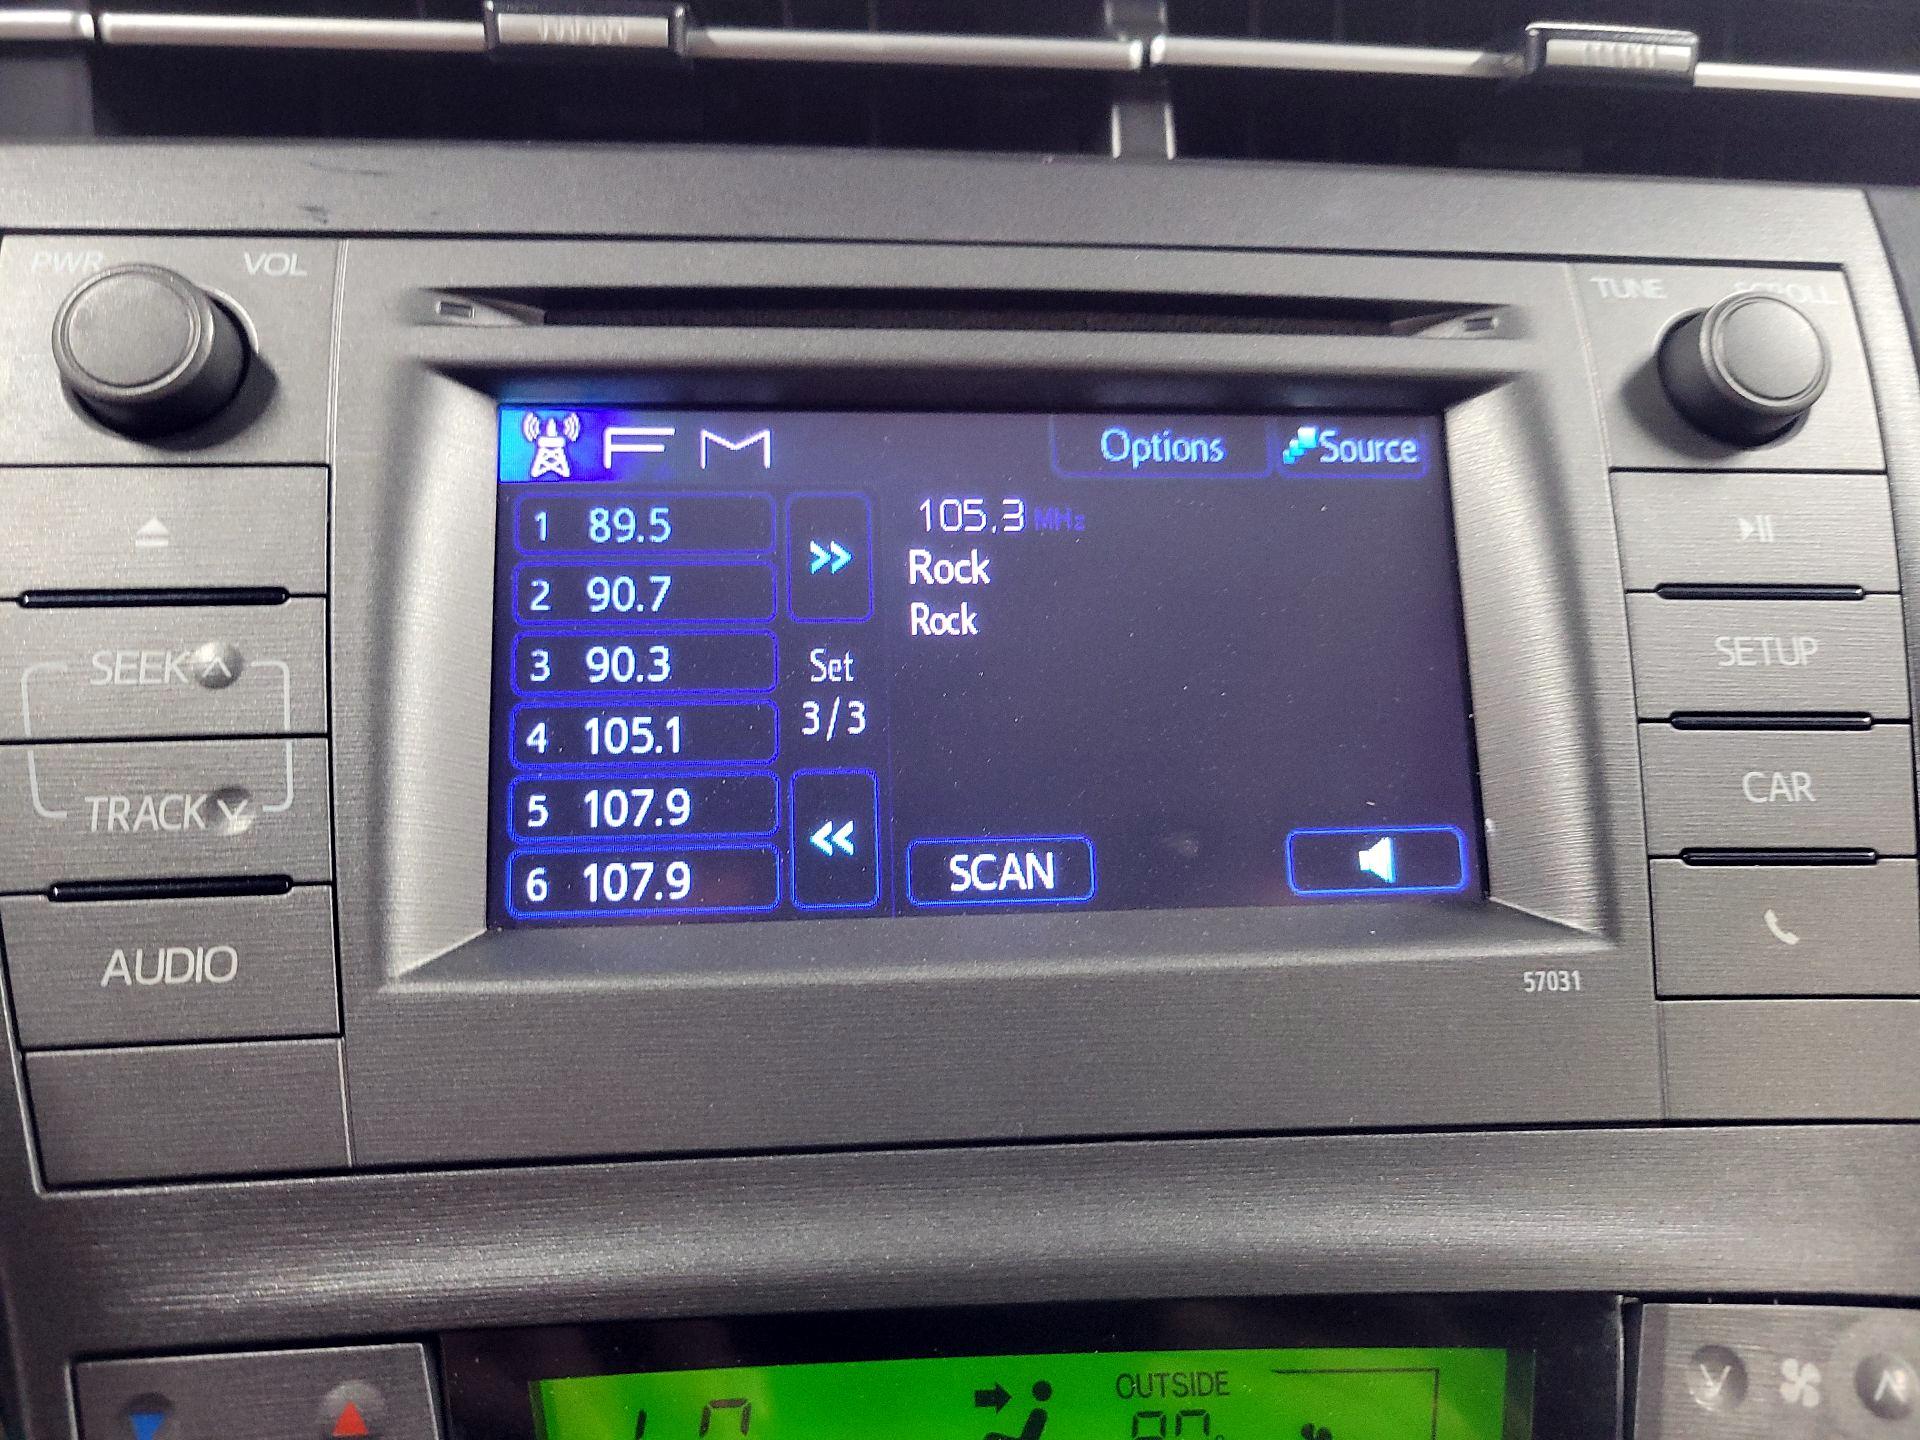 PWR VOL
TUNE SCROLL
FM Options Source
1 89.5
2 90.7
3 90.3
4 105.1
5 107.9
6 107.9
Set
3/3
105.3 MHz
Rock
Rock
SCAN
SEEK
TRACK
AUDIO
SETUP
CAR
57031
OUTSIDE